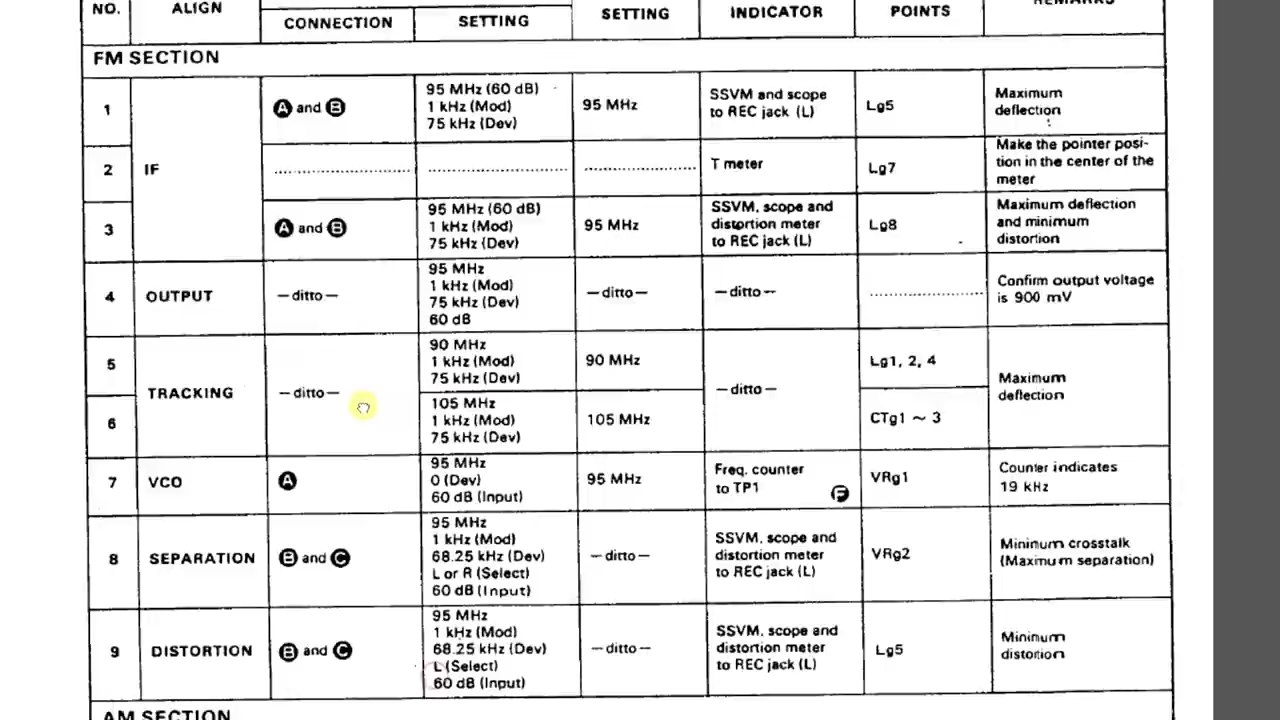 NO.
ALIGN
CONNECTION
SETTING
SETTING
INDICATOR
POINTS
REMARKS
FM SECTION
1
IF
A and B
95 MHz (60 dB)
1 kHz (Mod)
75 kHz (Dev)
95 MHz
SSVM and scope
to REC jack (L)
Lg5
Maximum
deflection
2
T meter
Lg7
Make the pointer posi-
tion in the center of the
meter
3
A and B
95 MHz (60 dB)
1 kHz (Mod)
75 kHz (Dev)
95 MHz
SSVM, scope and
distortion meter
to REC jack (L)
Lg8
Maximum deflection
and minimum
distortion
4
OUTPUT
—ditto—
95 MHz
1 kHz (Mod)
75 kHz (Dev)
60 dB
—ditto—
—ditto—
Confirm output voltage
is 900 mV
5
TRACKING
—ditto—
90 MHz
1 kHz (Mod)
75 kHz (Dev)
90 MHz
—ditto—
Lg1, 2, 4
Maximum
deflection
6
105 MHz
1 kHz (Mod)
75 kHz (Dev)
105 MHz
CTg1 ~ 3
7
VCO
A
95 MHz
0 (Dev)
60 dB (Input)
95 MHz
Freq. counter
to TP1
F
VRg1
Counter indicates
19 kHz
8
SEPARATION
B and C
95 MHz
1 kHz (Mod)
68.25 kHz (Dev)
L or R (Select)
60 dB (Input)
—ditto—
SSVM, scope and
distortion meter
to REC jack (L)
VRg2
Minimum crosstalk
(Maximum separation)
9
DISTORTION
B and C
95 MHz
1 kHz (Mod)
68.25 kHz (Dev)
L (Select)
60 dB (Input)
—ditto—
SSVM, scope and
distortion meter
to REC jack (L)
Lg5
Minimum
distortion
AM SECTION